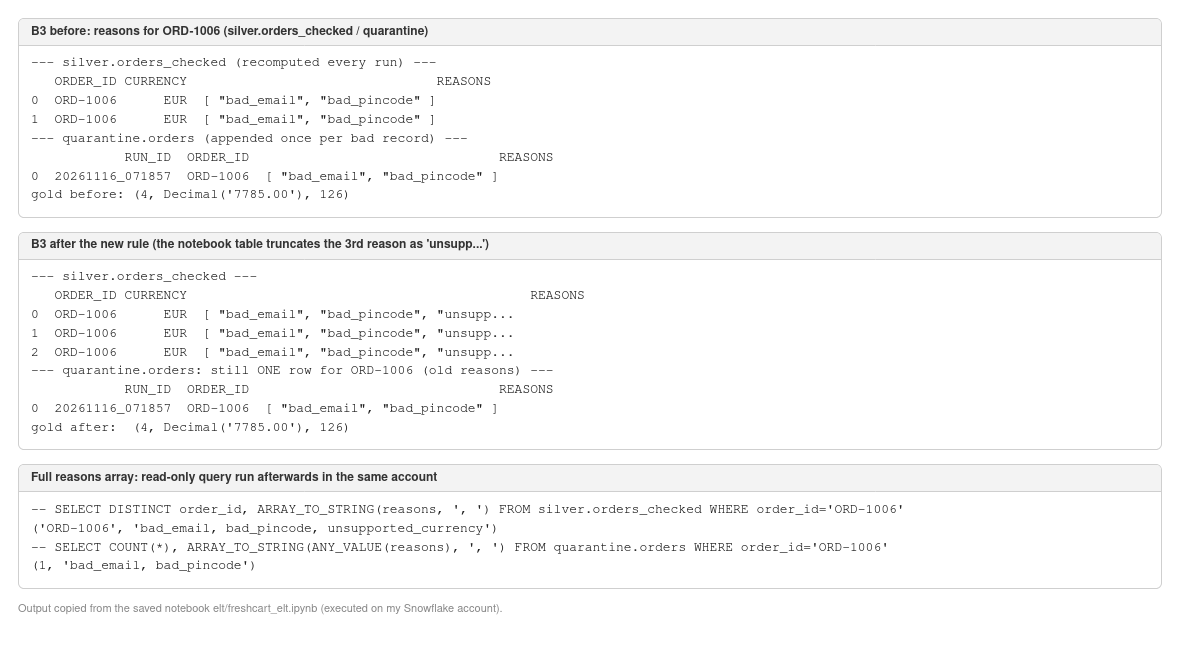 B3 before: reasons for ORD-1006 (silver.orders_checked / quarantine)
--- silver.orders_checked (recomputed every run) ---
ORDER_ID CURRENCY REASONS
0 ORD-1006 EUR [ "bad_email", "bad_pincode" ]
1 ORD-1006 EUR [ "bad_email", "bad_pincode" ]
--- quarantine.orders (appended once per bad record) ---
RUN_ID ORDER_ID REASONS
0 20261116_071857 ORD-1006 [ "bad_email", "bad_pincode" ]
gold before: (4, Decimal('7785.00'), 126)
B3 after the new rule (the notebook table truncates the 3rd reason as 'unsupp...')
--- silver.orders_checked ---
ORDER_ID CURRENCY REASONS
0 ORD-1006 EUR [ "bad_email", "bad_pincode", "unsupp...
1 ORD-1006 EUR [ "bad_email", "bad_pincode", "unsupp...
2 ORD-1006 EUR [ "bad_email", "bad_pincode", "unsupp...
--- quarantine.orders: still ONE row for ORD-1006 (old reasons) ---
RUN_ID ORDER_ID REASONS
0 20261116_071857 ORD-1006 [ "bad_email", "bad_pincode" ]
gold after: (4, Decimal('7785.00'), 126)
Full reasons array: read-only query run afterwards in the same account
-- SELECT DISTINCT order_id, ARRAY_TO_STRING(reasons, ', ') FROM silver.orders_checked WHERE order_id='ORD-1006'
('ORD-1006', 'bad_email, bad_pincode, unsupported_currency')
-- SELECT COUNT(*), ARRAY_TO_STRING(ANY_VALUE(reasons), ', ') FROM quarantine.orders WHERE order_id='ORD-1006'
(1, 'bad_email, bad_pincode')
Output copied from the saved notebook elt/freshcart_elt.ipynb (executed on my Snowflake account).